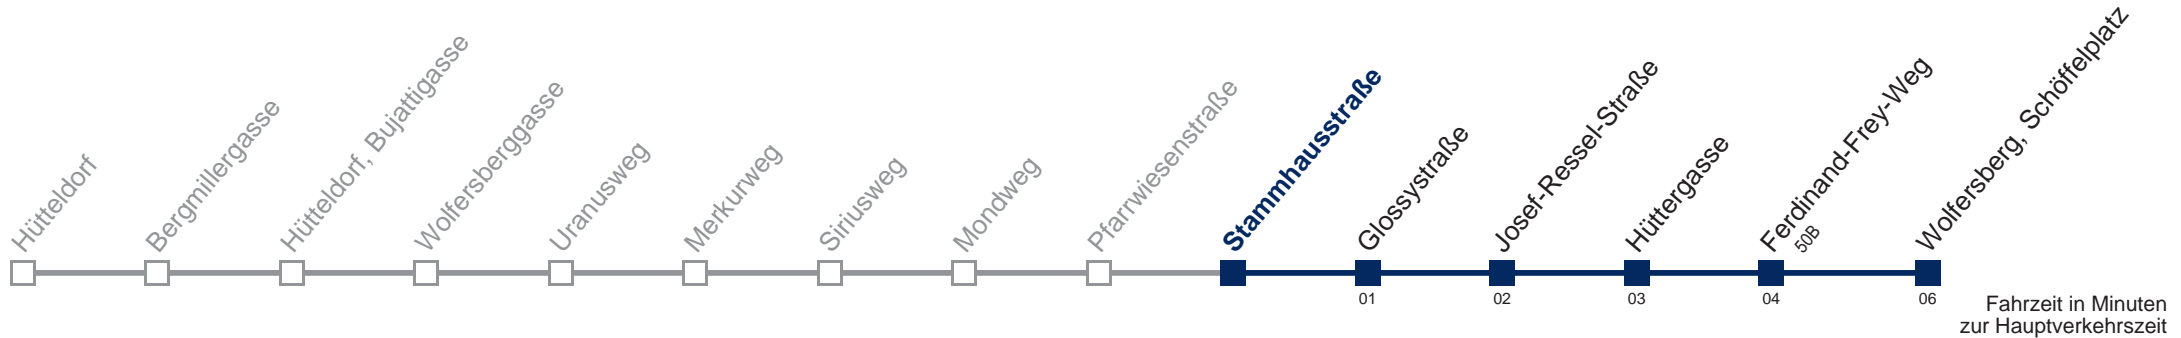 Hütteldorf
Bergmillergasse
Hütteldorf, Bujattigasse
Wolfersberggasse
Uranusweg
Merkurweg
Siriusweg
Mondweg
Pfarrwiesenstraße
Stammhausstraße
Glossystraße
Josef-Ressel-Straße
Hüttergasse
Ferdinand-Frey-Weg
50B
Wolfersberg, Schöffelplatz
01
02
03
04
06
Fahrzeit in Minuten
zur Hauptverkehrszeit